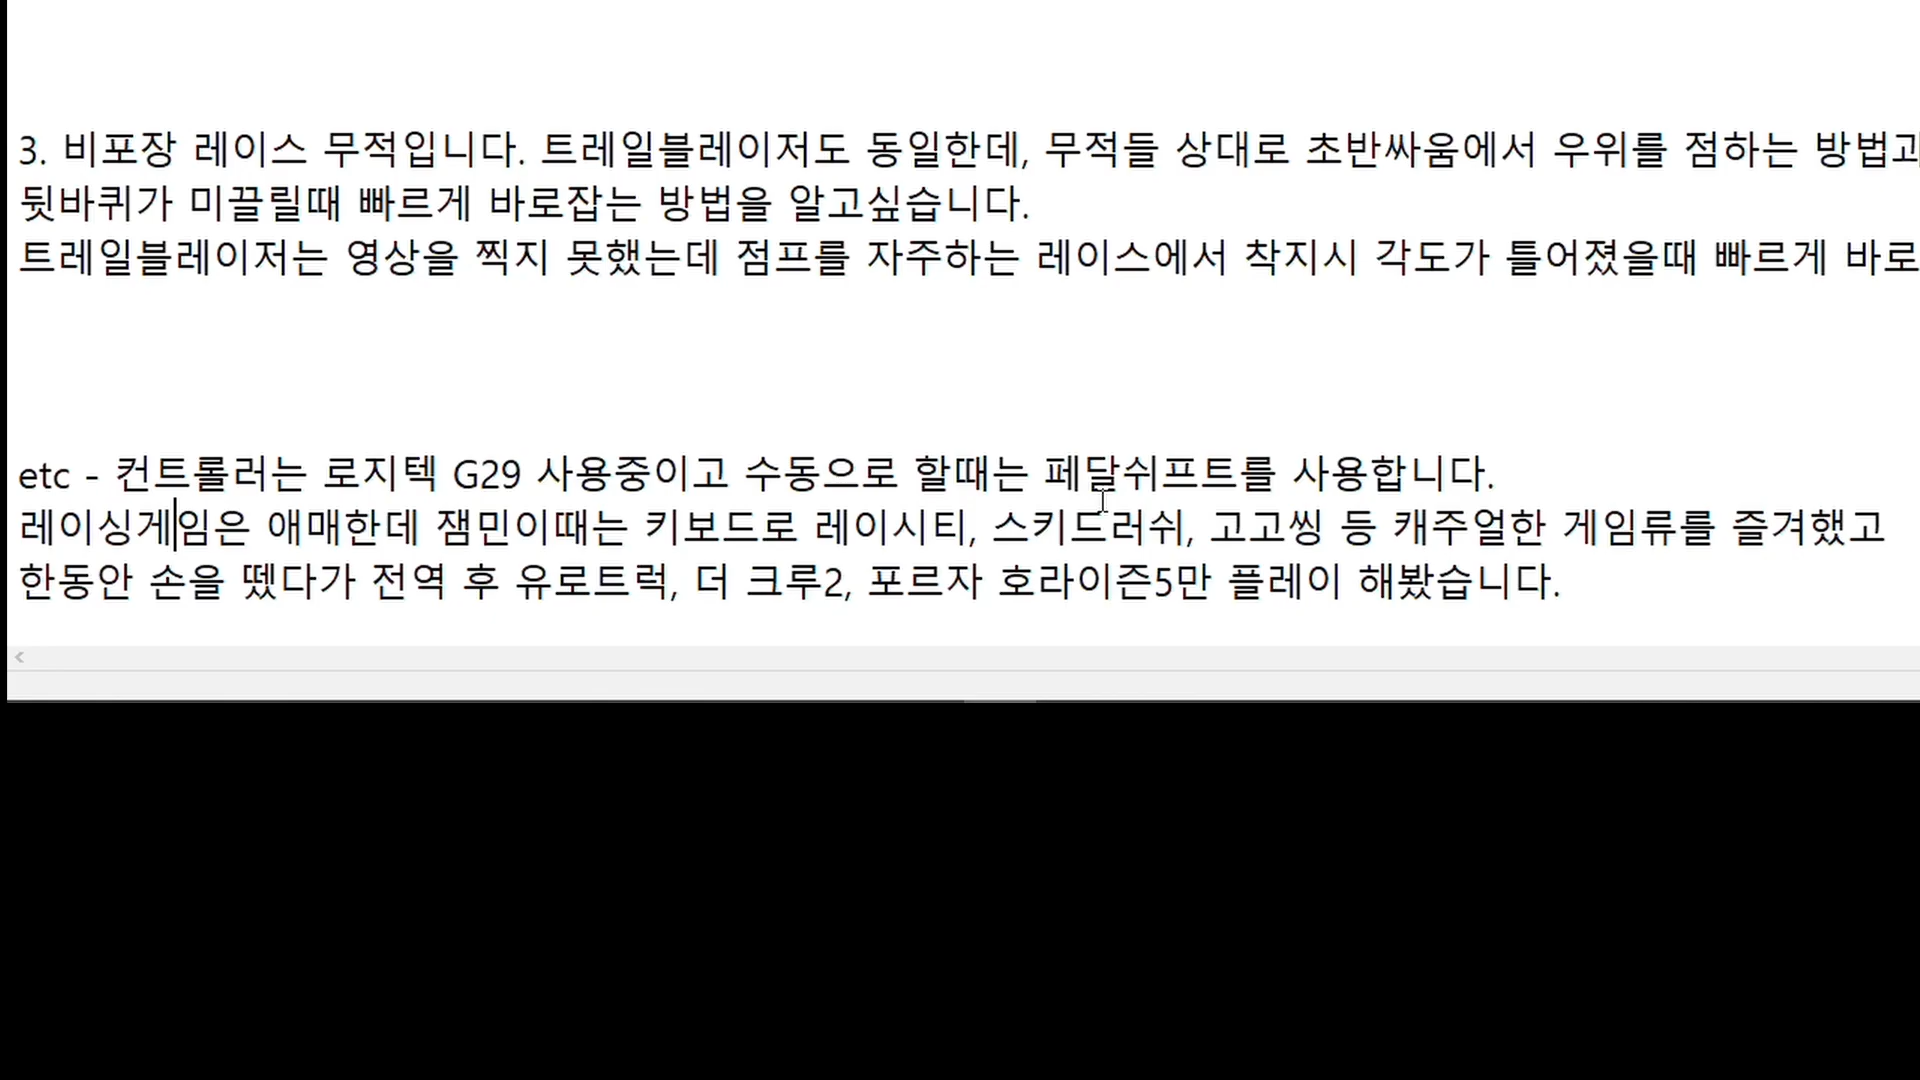 3. 비포장 레이스 무적입니다. 트레일블레이저도 동일한데, 무적들 상대로 초반싸움에서 우위를 점하는 방법과
뒷바퀴가 미끌릴때 빠르게 바로잡는 방법을 알고싶습니다.
트레일블레이저는 영상을 찍지 못했는데 점프를 자주하는 레이스에서 착지시 각도가 틀어졌을때 빠르게 바로
etc - 컨트롤러는 로지텍 G29 사용중이고 수동으로 할때는 페달쉬프트를 사용합니다.
레이싱게임은 애매한데 잼민이때는 키보드로 레이시티, 스키드러쉬, 고고씽 등 캐주얼한 게임류를 즐겨했고
한동안 손을 뗐다가 전역 후 유로트럭, 더 크루2, 포르자 호라이즌5만 플레이 해봤습니다.